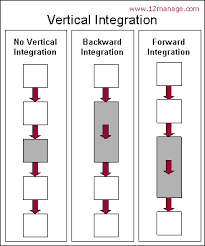 www.12manage.com
Vertical Integration
No Vertical
Integration
Backward
Integration
Forward
Integration